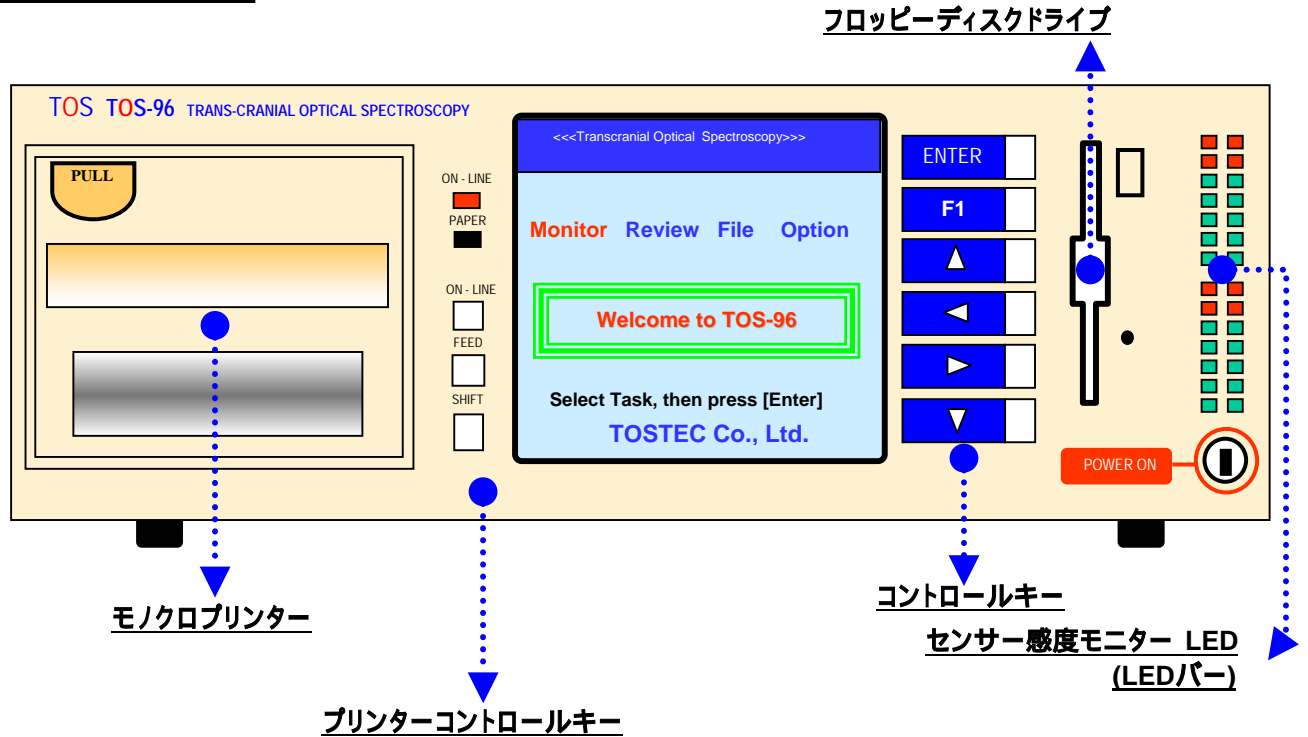 フロッピーディスクドライブ
TOS TOS-96 TRANS-CRANIAL OPTICAL SPECTROSCOPY
<<<Transcranial Optical Spectroscopy>>>
PULL
ON - LINE
PAPER
ON - LINE
FEED
SHIFT
Monitor Review File Option
Welcome to TOS-96
Select Task, then press [Enter]
TOSTEC Co., Ltd.
ENTER
F1
POWER ON
モノクロプリンター
コントロールキー
センサー感度モニター LED
(LEDバー)
プリンターコントロールキー